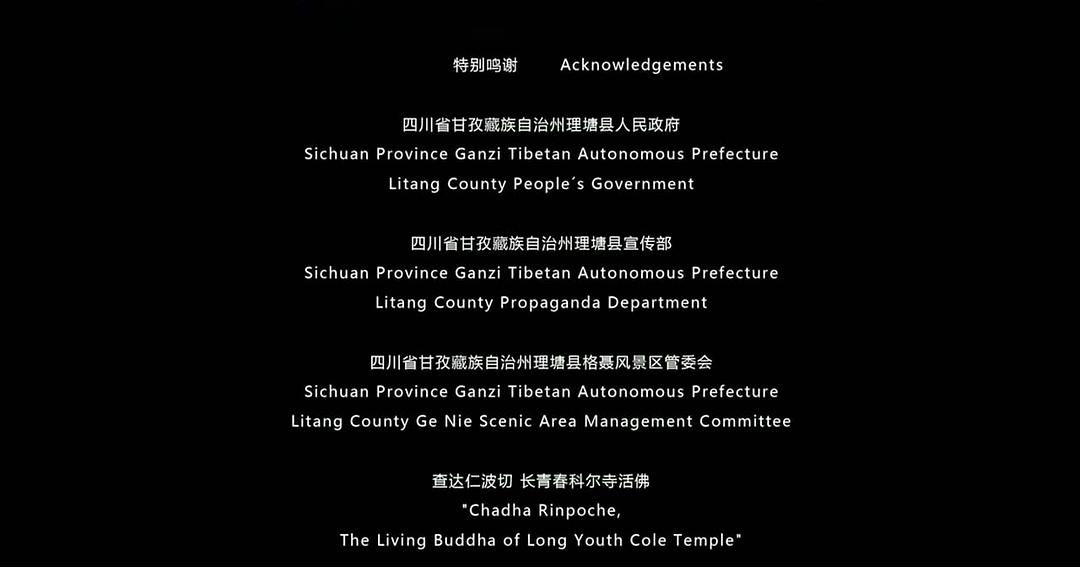 特别鸣谢 Acknowledgements
四川省甘孜藏族自治州理塘县人民政府
Sichuan Province Ganzi Tibetan Autonomous Prefecture
Litang County People´s Government
四川省甘孜藏族自治州理塘县宣传部
Sichuan Province Ganzi Tibetan Autonomous Prefecture
Litang County Propaganda Department
四川省甘孜藏族自治州理塘县格聂风景区管委会
Sichuan Province Ganzi Tibetan Autonomous Prefecture
Litang County Ge Nie Scenic Area Management Committee
查达仁波切 长青春科尔寺活佛
"Chadha Rinpoche,
The Living Buddha of Long Youth Cole Temple"